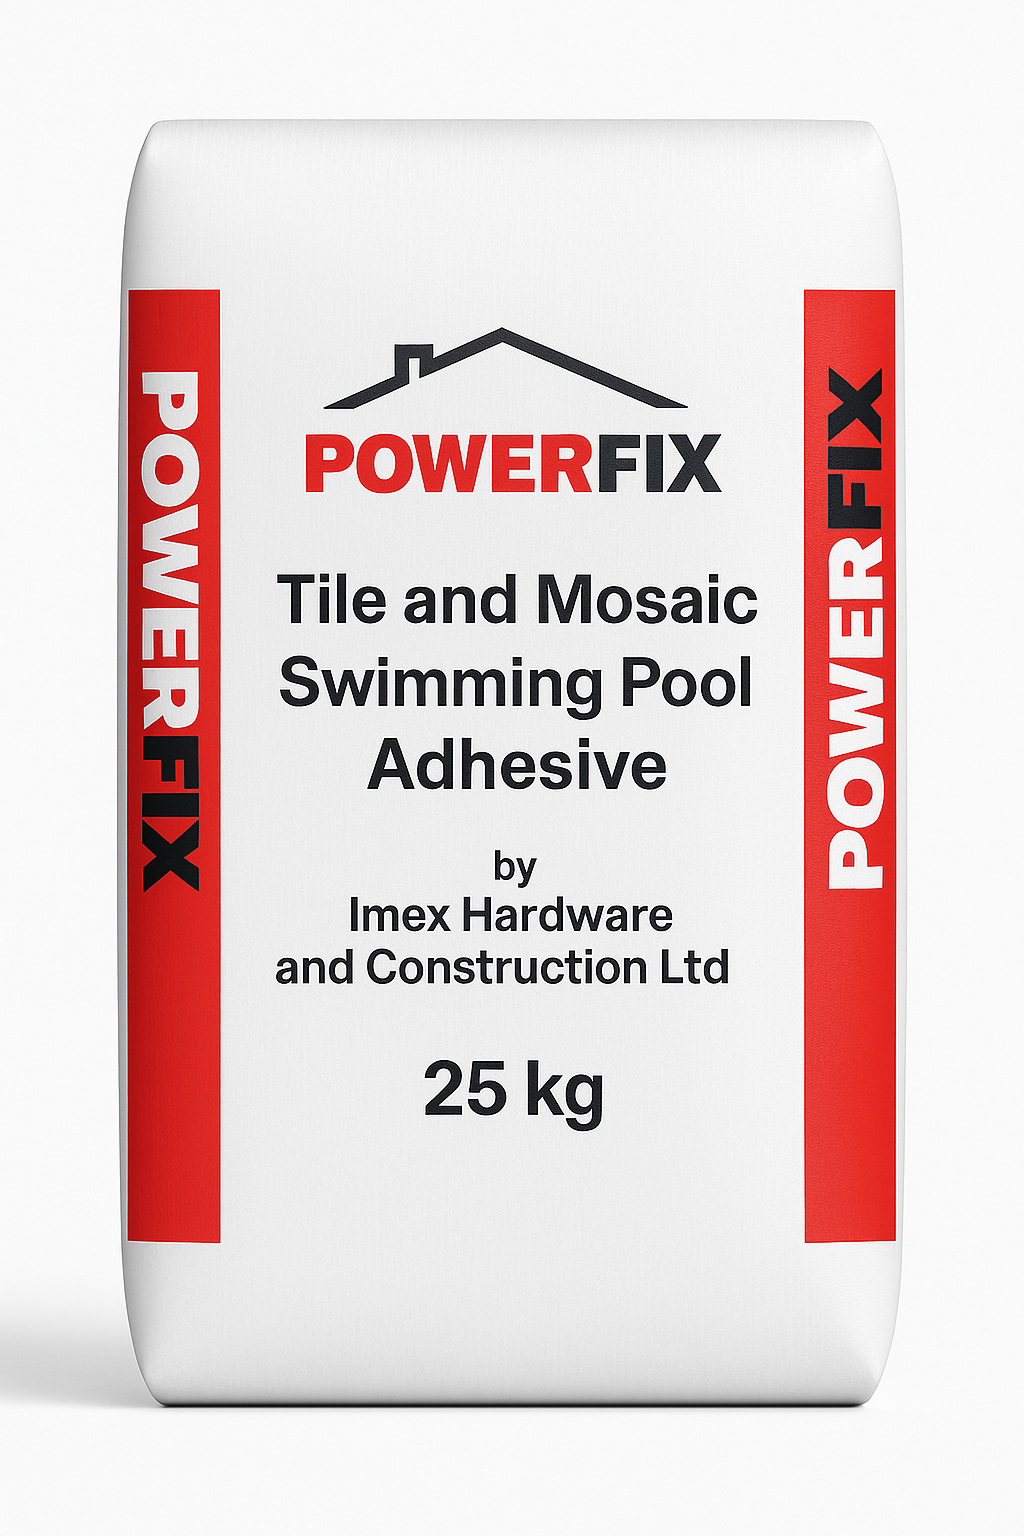 POWERFIX
Tile and Mosaic
Swimming Pool
Adhesive
by
Imex Hardware
and Construction Ltd
25 kg
POWERFIX
POWERFIX